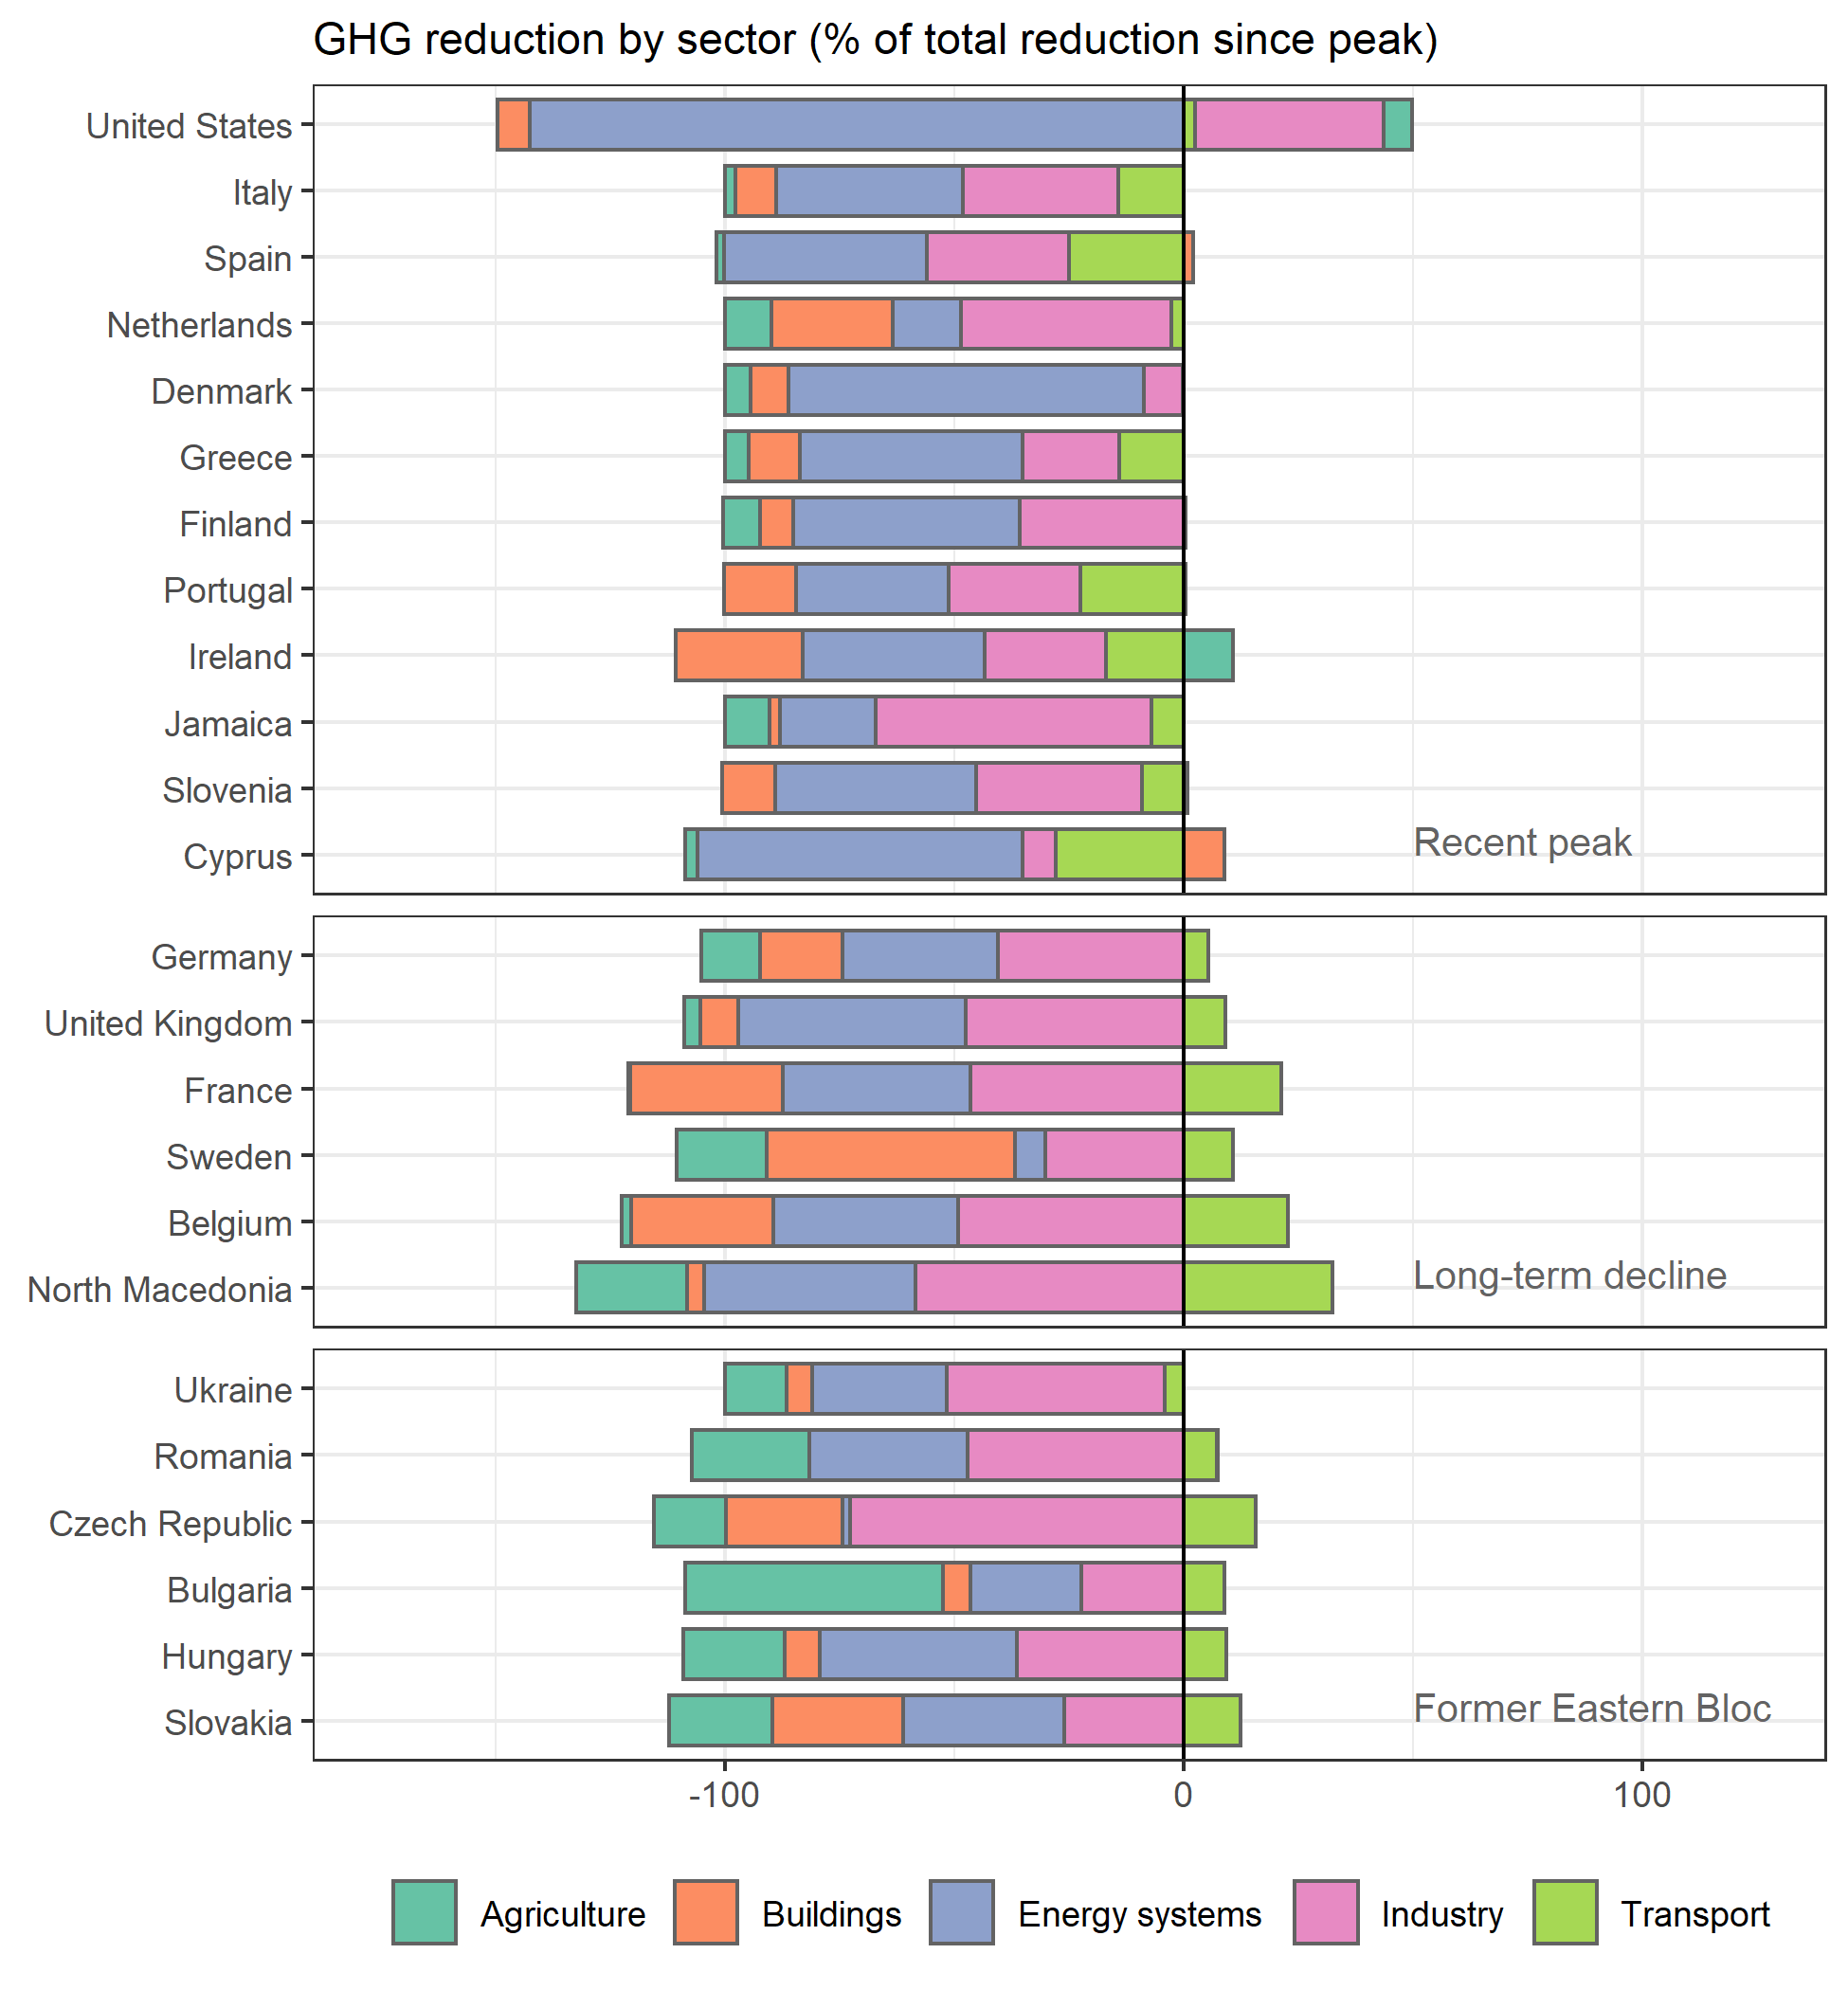 GHG reduction by sector (% of total reduction since peak)
United States
Italy
Spain
Netherlands
Denmark
Greece
Finland
Portugal
Ireland
Jamaica
Slovenia
Cyprus
Recent peak
Germany
United Kingdom
France
Sweden
Belgium
North Macedonia
Long-term decline
Ukraine
Romania
Czech Republic
Bulgaria
Hungary
Slovakia
Former Eastern Bloc
-100 0 100
Agriculture Buildings Energy systems Industry Transport